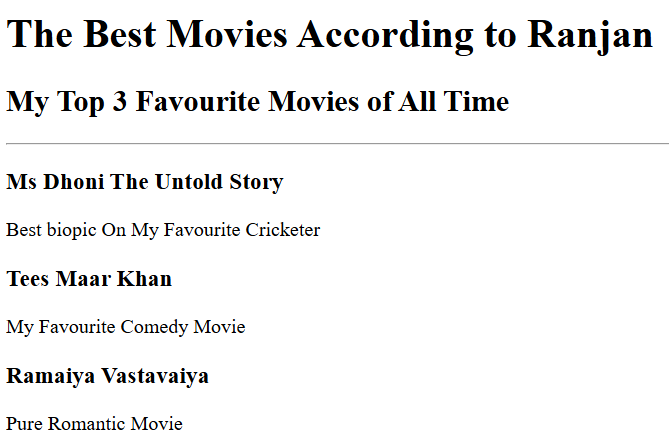 The Best Movies According to Ranjan
My Top 3 Favourite Movies of All Time
Ms Dhoni The Untold Story
Best biopic On My Favourite Cricketer
Tees Maar Khan
My Favourite Comedy Movie
Ramaiya Vastavaiya
Pure Romantic Movie